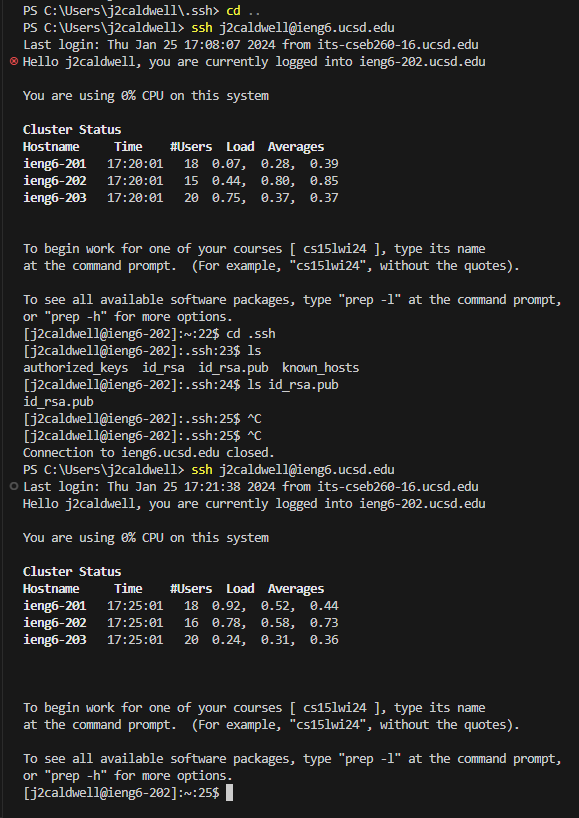 PS C:\Users\j2caldwell\.ssh> cd ..
PS C:\Users\j2caldwell> ssh j2caldwell@ieng6.ucsd.edu
Last login: Thu Jan 25 17:08:07 2024 from its-cseb260-16.ucsd.edu
Hello j2caldwell, you are currently logged into ieng6-202.ucsd.edu
You are using 0% CPU on this system
Cluster Status
Hostname     Time    #Users  Load  Averages
ieng6-201   17:20:01   18  0.07,  0.28,  0.39
ieng6-202   17:20:01   15  0.44,  0.80,  0.85
ieng6-203   17:20:01   20  0.75,  0.37,  0.37
To begin work for one of your courses [ cs15lwi24 ], type its name
at the command prompt.  (For example, "cs15lwi24", without the quotes).
To see all available software packages, type "prep -l" at the command prompt,
or "prep -h" for more options.
[j2caldwell@ieng6-202]:~:22$ cd .ssh
[j2caldwell@ieng6-202]:.ssh:23$ ls
authorized_keys  id_rsa  id_rsa.pub  known_hosts
[j2caldwell@ieng6-202]:.ssh:24$ ls id_rsa.pub
id_rsa.pub
[j2caldwell@ieng6-202]:.ssh:25$ ^C
[j2caldwell@ieng6-202]:.ssh:25$ ^C
Connection to ieng6.ucsd.edu closed.
PS C:\Users\j2caldwell> ssh j2caldwell@ieng6.ucsd.edu
Last login: Thu Jan 25 17:21:38 2024 from its-cseb260-16.ucsd.edu
Hello j2caldwell, you are currently logged into ieng6-202.ucsd.edu
You are using 0% CPU on this system
Cluster Status
Hostname     Time    #Users  Load  Averages
ieng6-201   17:25:01   18  0.92,  0.52,  0.44
ieng6-202   17:25:01   16  0.78,  0.58,  0.73
ieng6-203   17:25:01   20  0.24,  0.31,  0.36
To begin work for one of your courses [ cs15lwi24 ], type its name
at the command prompt.  (For example, "cs15lwi24", without the quotes).
To see all available software packages, type "prep -l" at the command prompt,
or "prep -h" for more options.
[j2caldwell@ieng6-202]:~:25$